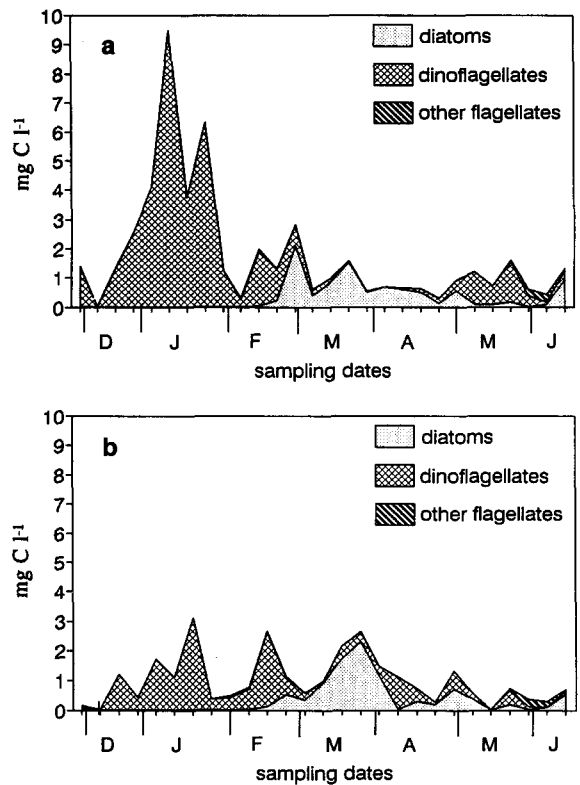 a
10
9
8
7
6
5
4
3
2
1
0
mg C l-1
diatoms
dinoflagellates
other flagellates
D J F M A M J
sampling dates
b
10
9
8
7
6
5
4
3
2
1
0
mg C l-1
diatoms
dinoflagellates
other flagellates
D J F M A M J
sampling dates